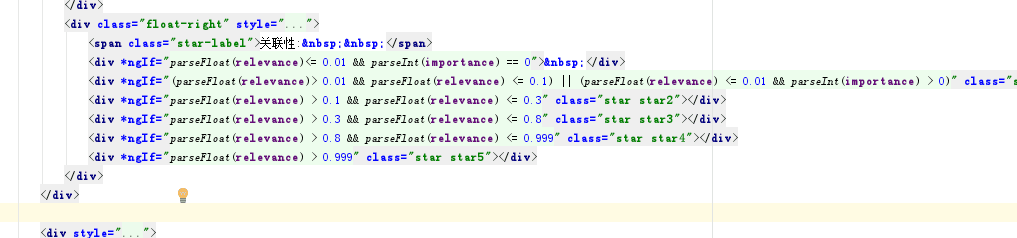 </div>
<div class="float-right" style="...">
<span class="star-label">关联性:&nbsp;&nbsp;</span>
<div *ngIf="parseFloat(relevance)<= 0.01 && parseInt(importance) == 0">&nbsp;</div>
<div *ngIf="(parseFloat(relevance)> 0.01 && parseFloat(relevance) <= 0.1) || (parseFloat(relevance) <= 0.01 && parseInt(importance) > 0)" class="s
<div *ngIf="parseFloat(relevance) > 0.1 && parseFloat(relevance) <= 0.3" class="star star2"></div>
<div *ngIf="parseFloat(relevance) > 0.3 && parseFloat(relevance) <= 0.8" class="star star3"></div>
<div *ngIf="parseFloat(relevance) > 0.8 && parseFloat(relevance) <= 0.999" class="star star4"></div>
<div *ngIf="parseFloat(relevance) > 0.999" class="star star5"></div>
</div>
</div>
<div style="...">